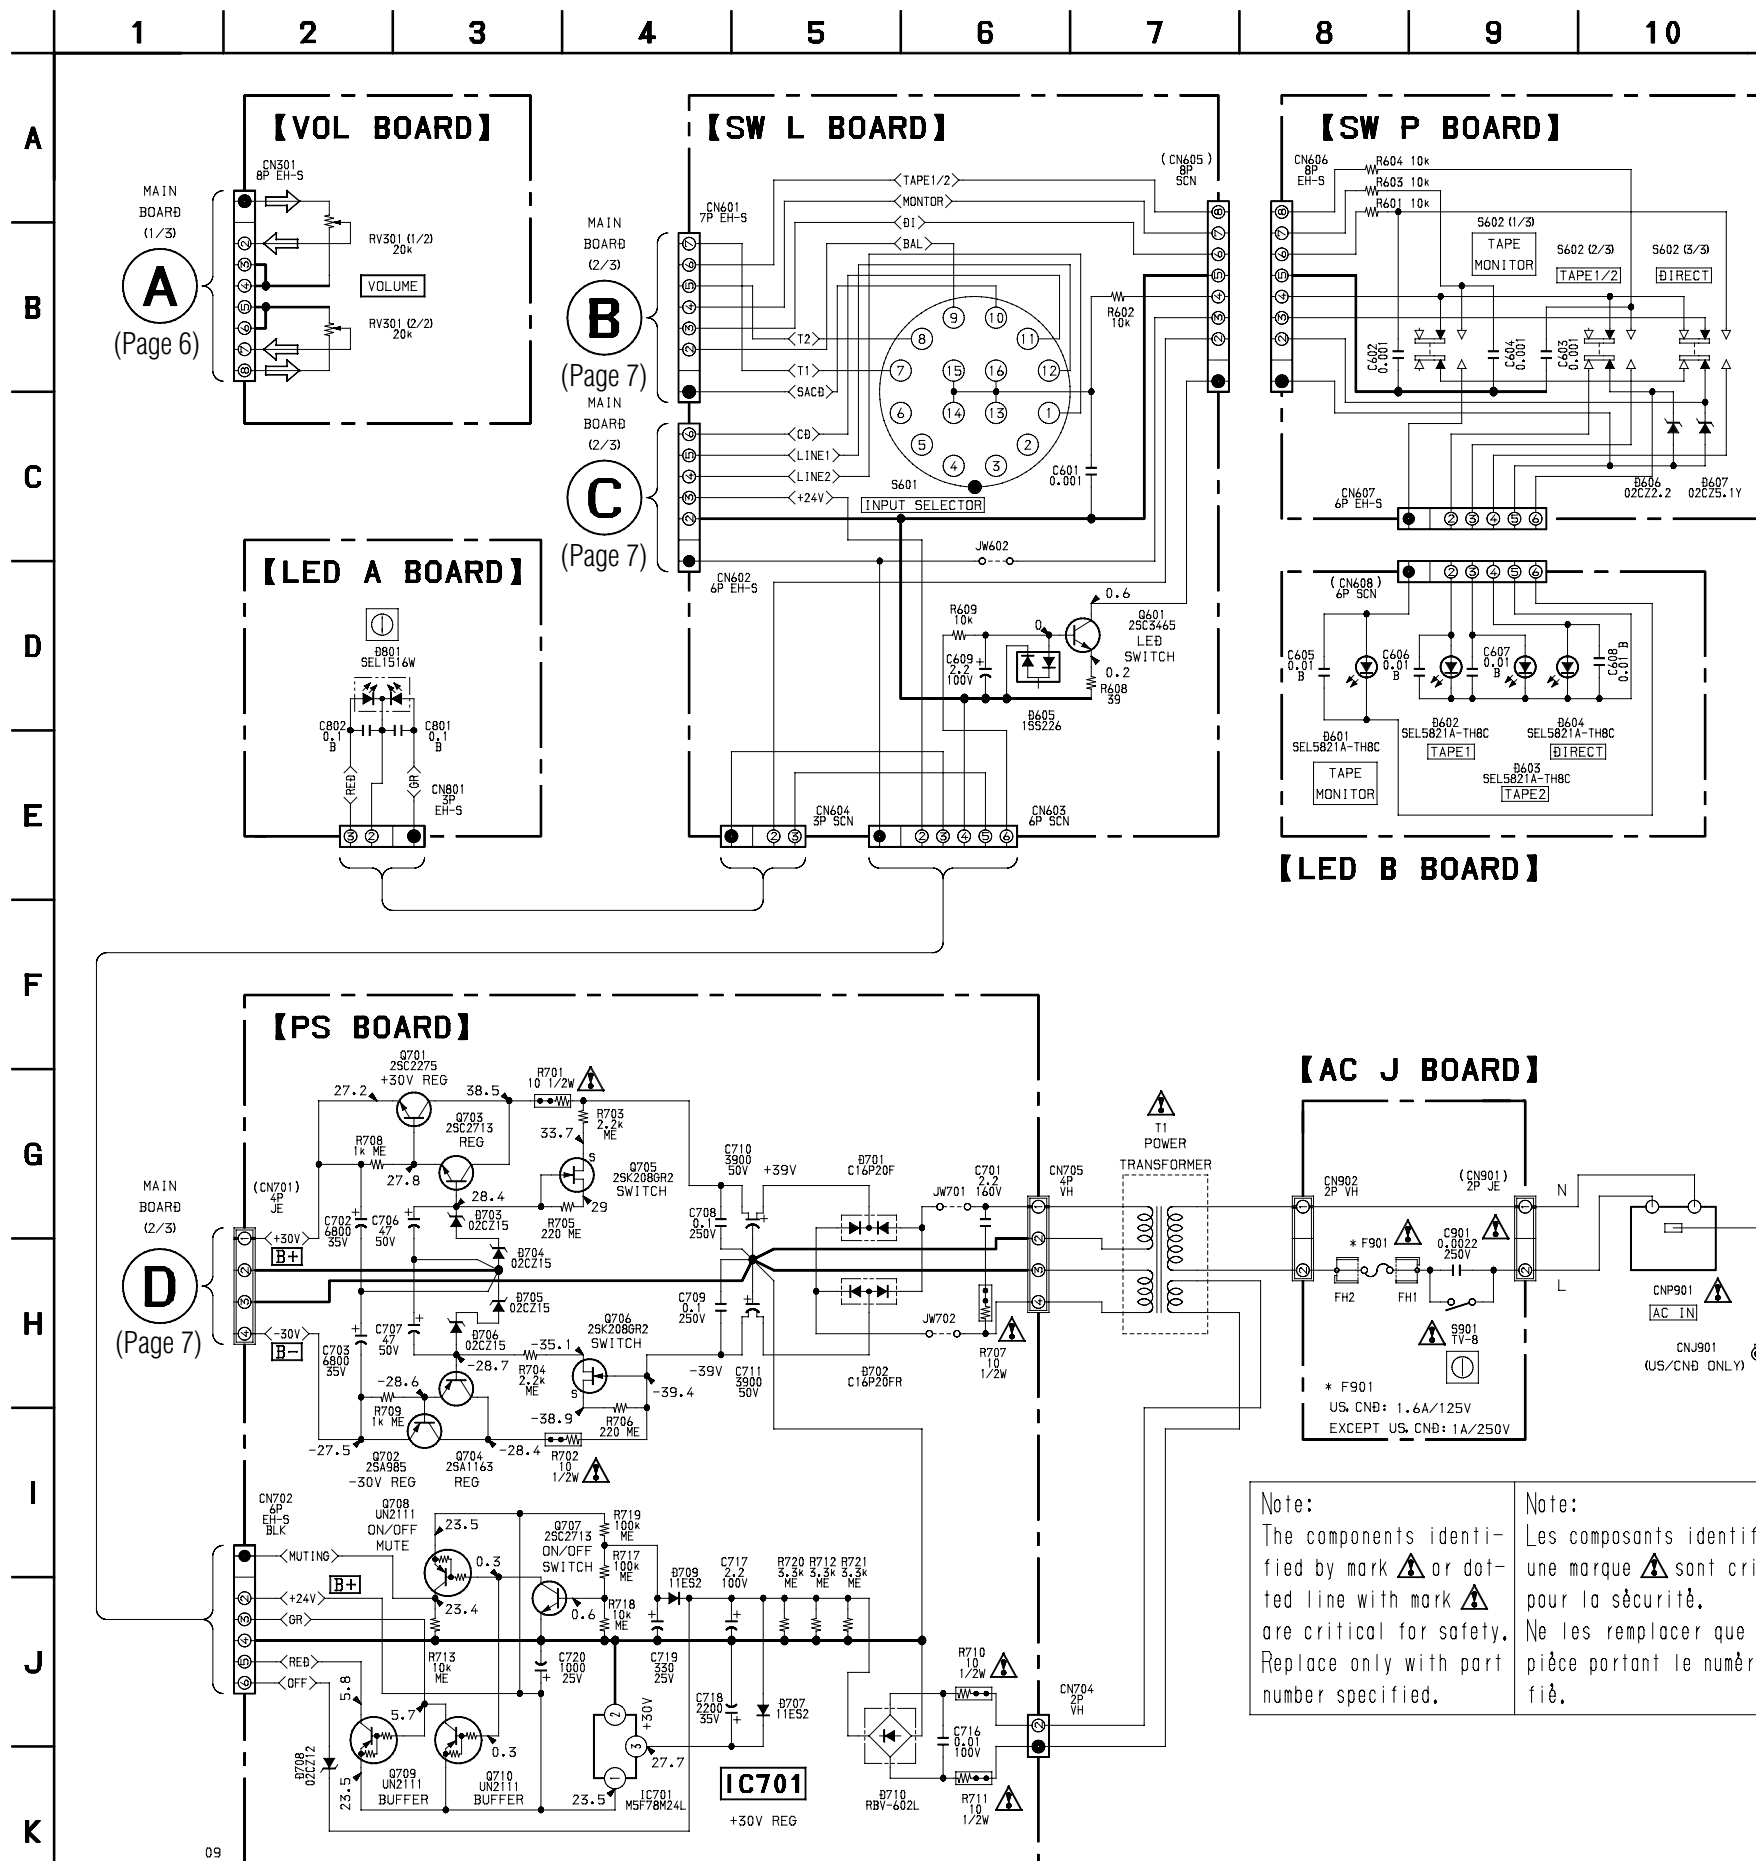 1 2 3 4 5 6 7 8 9 10
A
B
C
D
E
F
G
H
I
J
K
【VOL BOARD】
CN301
8P EH-S
MAIN
BOARD
(1/3)
A
(Page 6)
RV301 (1/2)
20k
VOLUME
RV301 (2/2)
20k
【SW L BOARD】
CN601
7P EH-S
MAIN
BOARD
(2/3)
B
(Page 7)
MAIN
BOARD
(2/3)
C
(Page 7)
CN602
6P EH-S
(CN605)
8P
SCN
TAPE1/2
MONTOR
DI
BAL
T2
T1
SACD
CD
LINE1
LINE2
+24V
R602
10k
S601
INPUT SELECTOR
C601
0.001
JW602
R609
10k
C609
2.2
100V
D605
1SS226
0
0.6
Q601
2SC3465
LED
SWITCH
0.2
R608
39
CN604
3P SCN
CN603
6P SCN
【SW P BOARD】
CN606
8P
EH-S
R604 10k
R603 10k
R601 10k
S602 (1/3)
TAPE
MONITOR
S602 (2/3)
TAPE1/2
S602 (3/3)
DIRECT
C602
0.001
C604
0.001
C603
0.001
D606
02CZ2.2
D607
02CZ5.1Y
CN607
6P EH-S
(CN608)
6P SCN
C605
0.01
B
C606
0.01
B
C607
0.01
B
C608
0.01 B
D601
SEL5821A-TH8C
TAPE
MONITOR
D602
SEL5821A-TH8C
TAPE1
D603
SEL5821A-TH8C
TAPE2
D604
SEL5821A-TH8C
DIRECT
【LED B BOARD】
【LED A BOARD】
D801
SEL1516W
C802
0.1
B
C801
0.1
B
RED
GR
CN801
3P
EH-S
【PS BOARD】
Q701
2SC2275
+30V REG
27.2
38.5
R701
10 1/2W
Q703
2SC2713
REG
R703
2.2k
ME
33.7
S
R708
1k ME
27.8
28.4
Q705
2SK208GR2
SWITCH
29
R705
220 ME
(CN701)
4P
JE
MAIN
BOARD
(2/3)
D
(Page 7)
+30V
B+
-30V
B-
C702
6800
35V
C706
47
50V
D703
02CZ15
D704
02CZ15
D705
02CZ15
D706
02CZ15
C703
6800
35V
C707
47
50V
-28.7
-28.6
R709
1k ME
-27.5
Q702
2SA985
-30V REG
Q704
2SA1163
REG
-28.4
R704
2.2k
ME
-35.1
Q706
2SK208GR2
SWITCH
S
-39.4
-38.9
R706
220 ME
R702
10
1/2W
C710
3900
50V
+39V
C708
0.1
250V
C709
0.1
250V
-39V
C711
3900
50V
D701
C16P20F
D702
C16P20FR
JW701
JW702
C701
2.2
160V
R707
10
1/2W
CN705
4P
VH
T1
POWER
TRANSFORMER
【AC J BOARD】
CN902
2P VH
(CN901)
2P JE
* F901
FH2
FH1
C901
0.0022
250V
S901
TV-8
* F901
US, CND: 1.6A/125V
EXCEPT US, CND: 1A/250V
N
L
CNP901
AC IN
CNJ901
(US/CND ONLY)
CN702
6P
EH-S
BLK
MUTING
+24V
B+
GR
RED
OFF
Q708
UN2111
ON/OFF
MUTE
23.5
0.3
23.4
Q707
2SC2713
ON/OFF
SWITCH
0.6
R719
100k
ME
R717
100k
ME
R718
10k
ME
D709
11ES2
C717
2.2
100V
R720
3.3k
ME
R712
3.3k
ME
R721
3.3k
ME
R713
10k
ME
C720
1000
25V
C719
330
25V
C718
2200
35V
D707
11ES2
5.8
5.7
D708
02CZ12
23.5
Q709
UN2111
BUFFER
Q710
UN2111
BUFFER
0.3
+30V
27.7
23.5
IC701
M5F78M24L
IC701
+30V REG
D710
RBV-602L
R710
10
1/2W
C716
0.01
100V
R711
10
1/2W
CN704
2P
VH
Note:
The components identi-
fied by mark ⚠ or dot-
ted line with mark ⚠
are critical for safety.
Replace only with part
number specified.
Note:
Les composants identif
une marque ⚠ sont cri
pour la sécurité.
Ne les remplacer que
pièce portant le numér
fié.
09